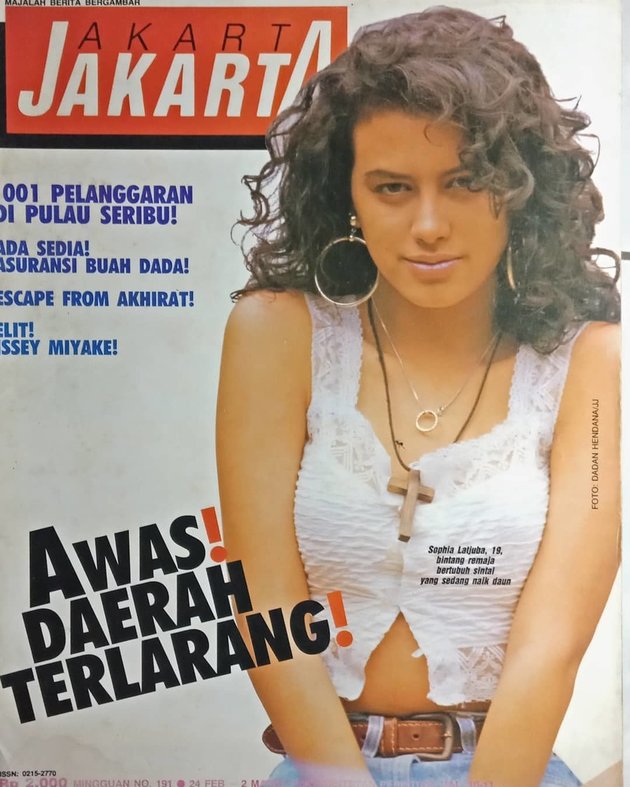 MAJALAH BERITA BERGAMBAR
JAKARTA
JAKARTA
001 PELANGGARAN
DI PULAU SERIBU!
ADA SEDIA!
ASURANSI BUAH DADA!
ESCAPE FROM AKHIRAT!
ELIT!
ISSEY MIYAKE!
FOTO: DADAN HENDANA/JJ
Sophia Latjuba, 19,
bintang remaja
bertubuh sintal
yang sedang naik daun
AWAS!
DAERAH
TERLARANG!
ISSN: 0215-2770
Rp 2.000 MINGGUAN NO. 191 ● 24 FEB - 2 MA